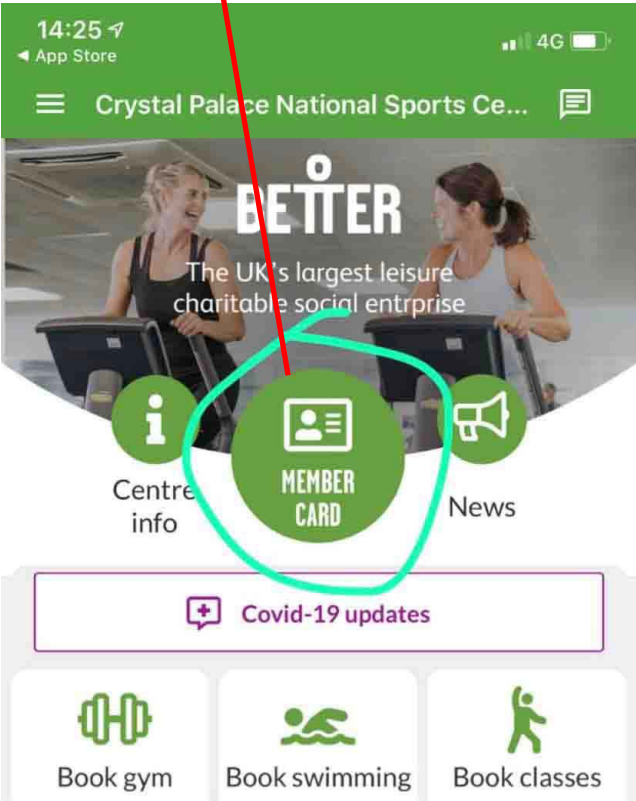 14:25
App Store
4G
Crystal Palace National Sports Ce...
BETTER
The UK's largest leisure
charitable social entrprise
Centre
info
MEMBER
CARD
News
Covid-19 updates
Book gym
Book swimming
Book classes